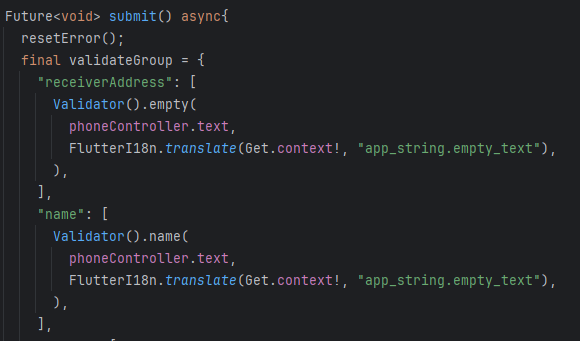 Future<void> submit() async{
resetError();
final validateGroup = {
"receiverAddress": [
Validator().empty(
phoneController.text,
FlutterI18n.translate(Get.context!, "app_string.empty_text"),
),
],
"name": [
Validator().name(
phoneController.text,
FlutterI18n.translate(Get.context!, "app_string.empty_text"),
),
],